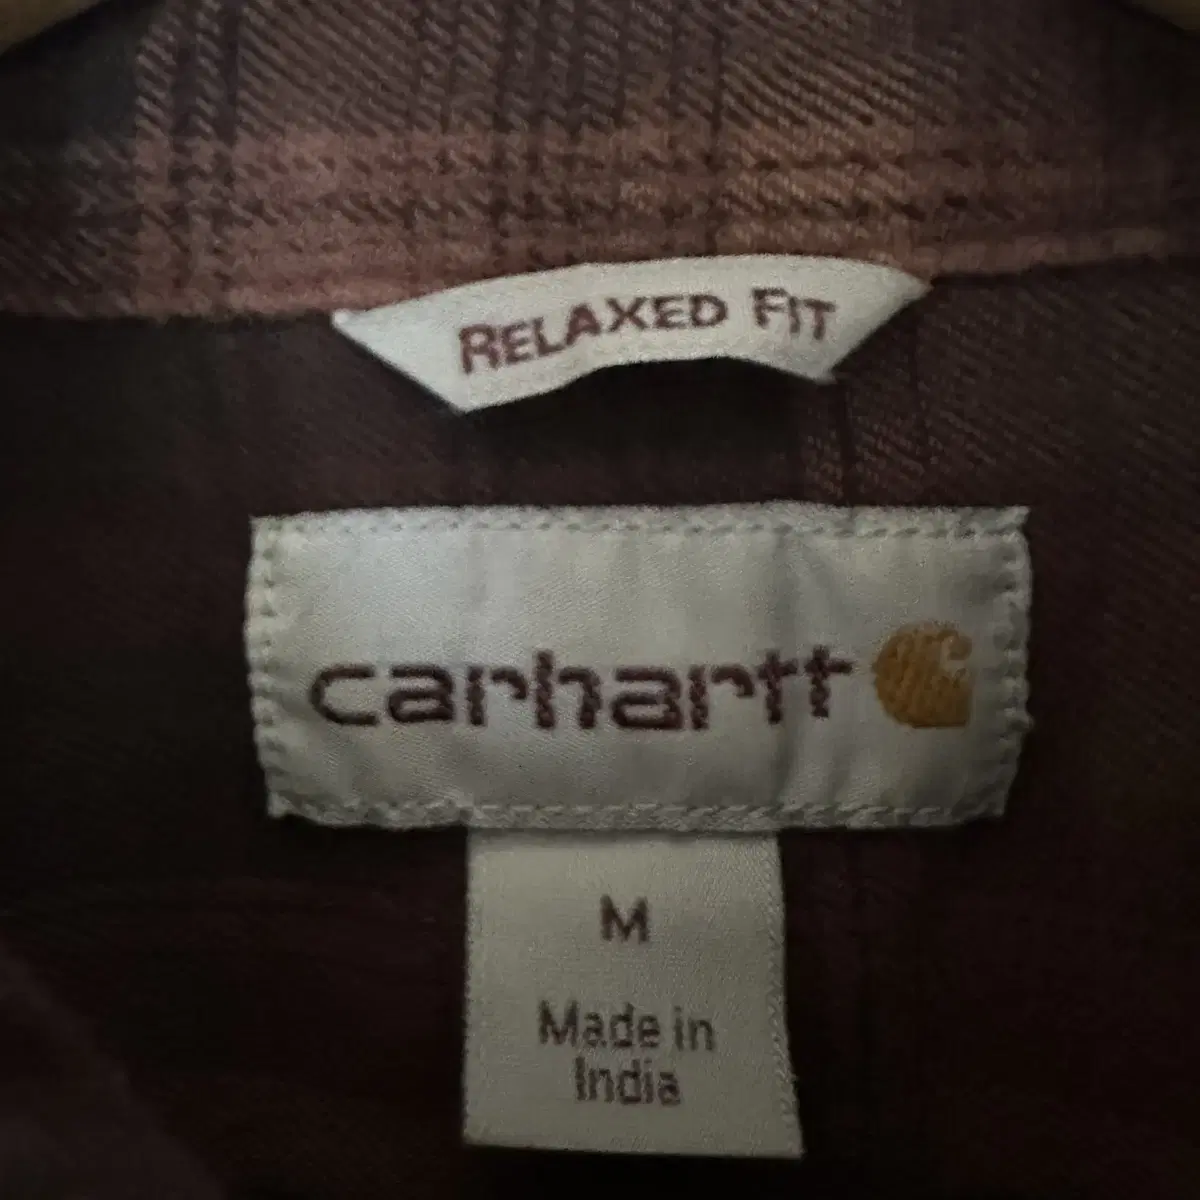 RELAXED FIT
carhartt
M
Made in
India